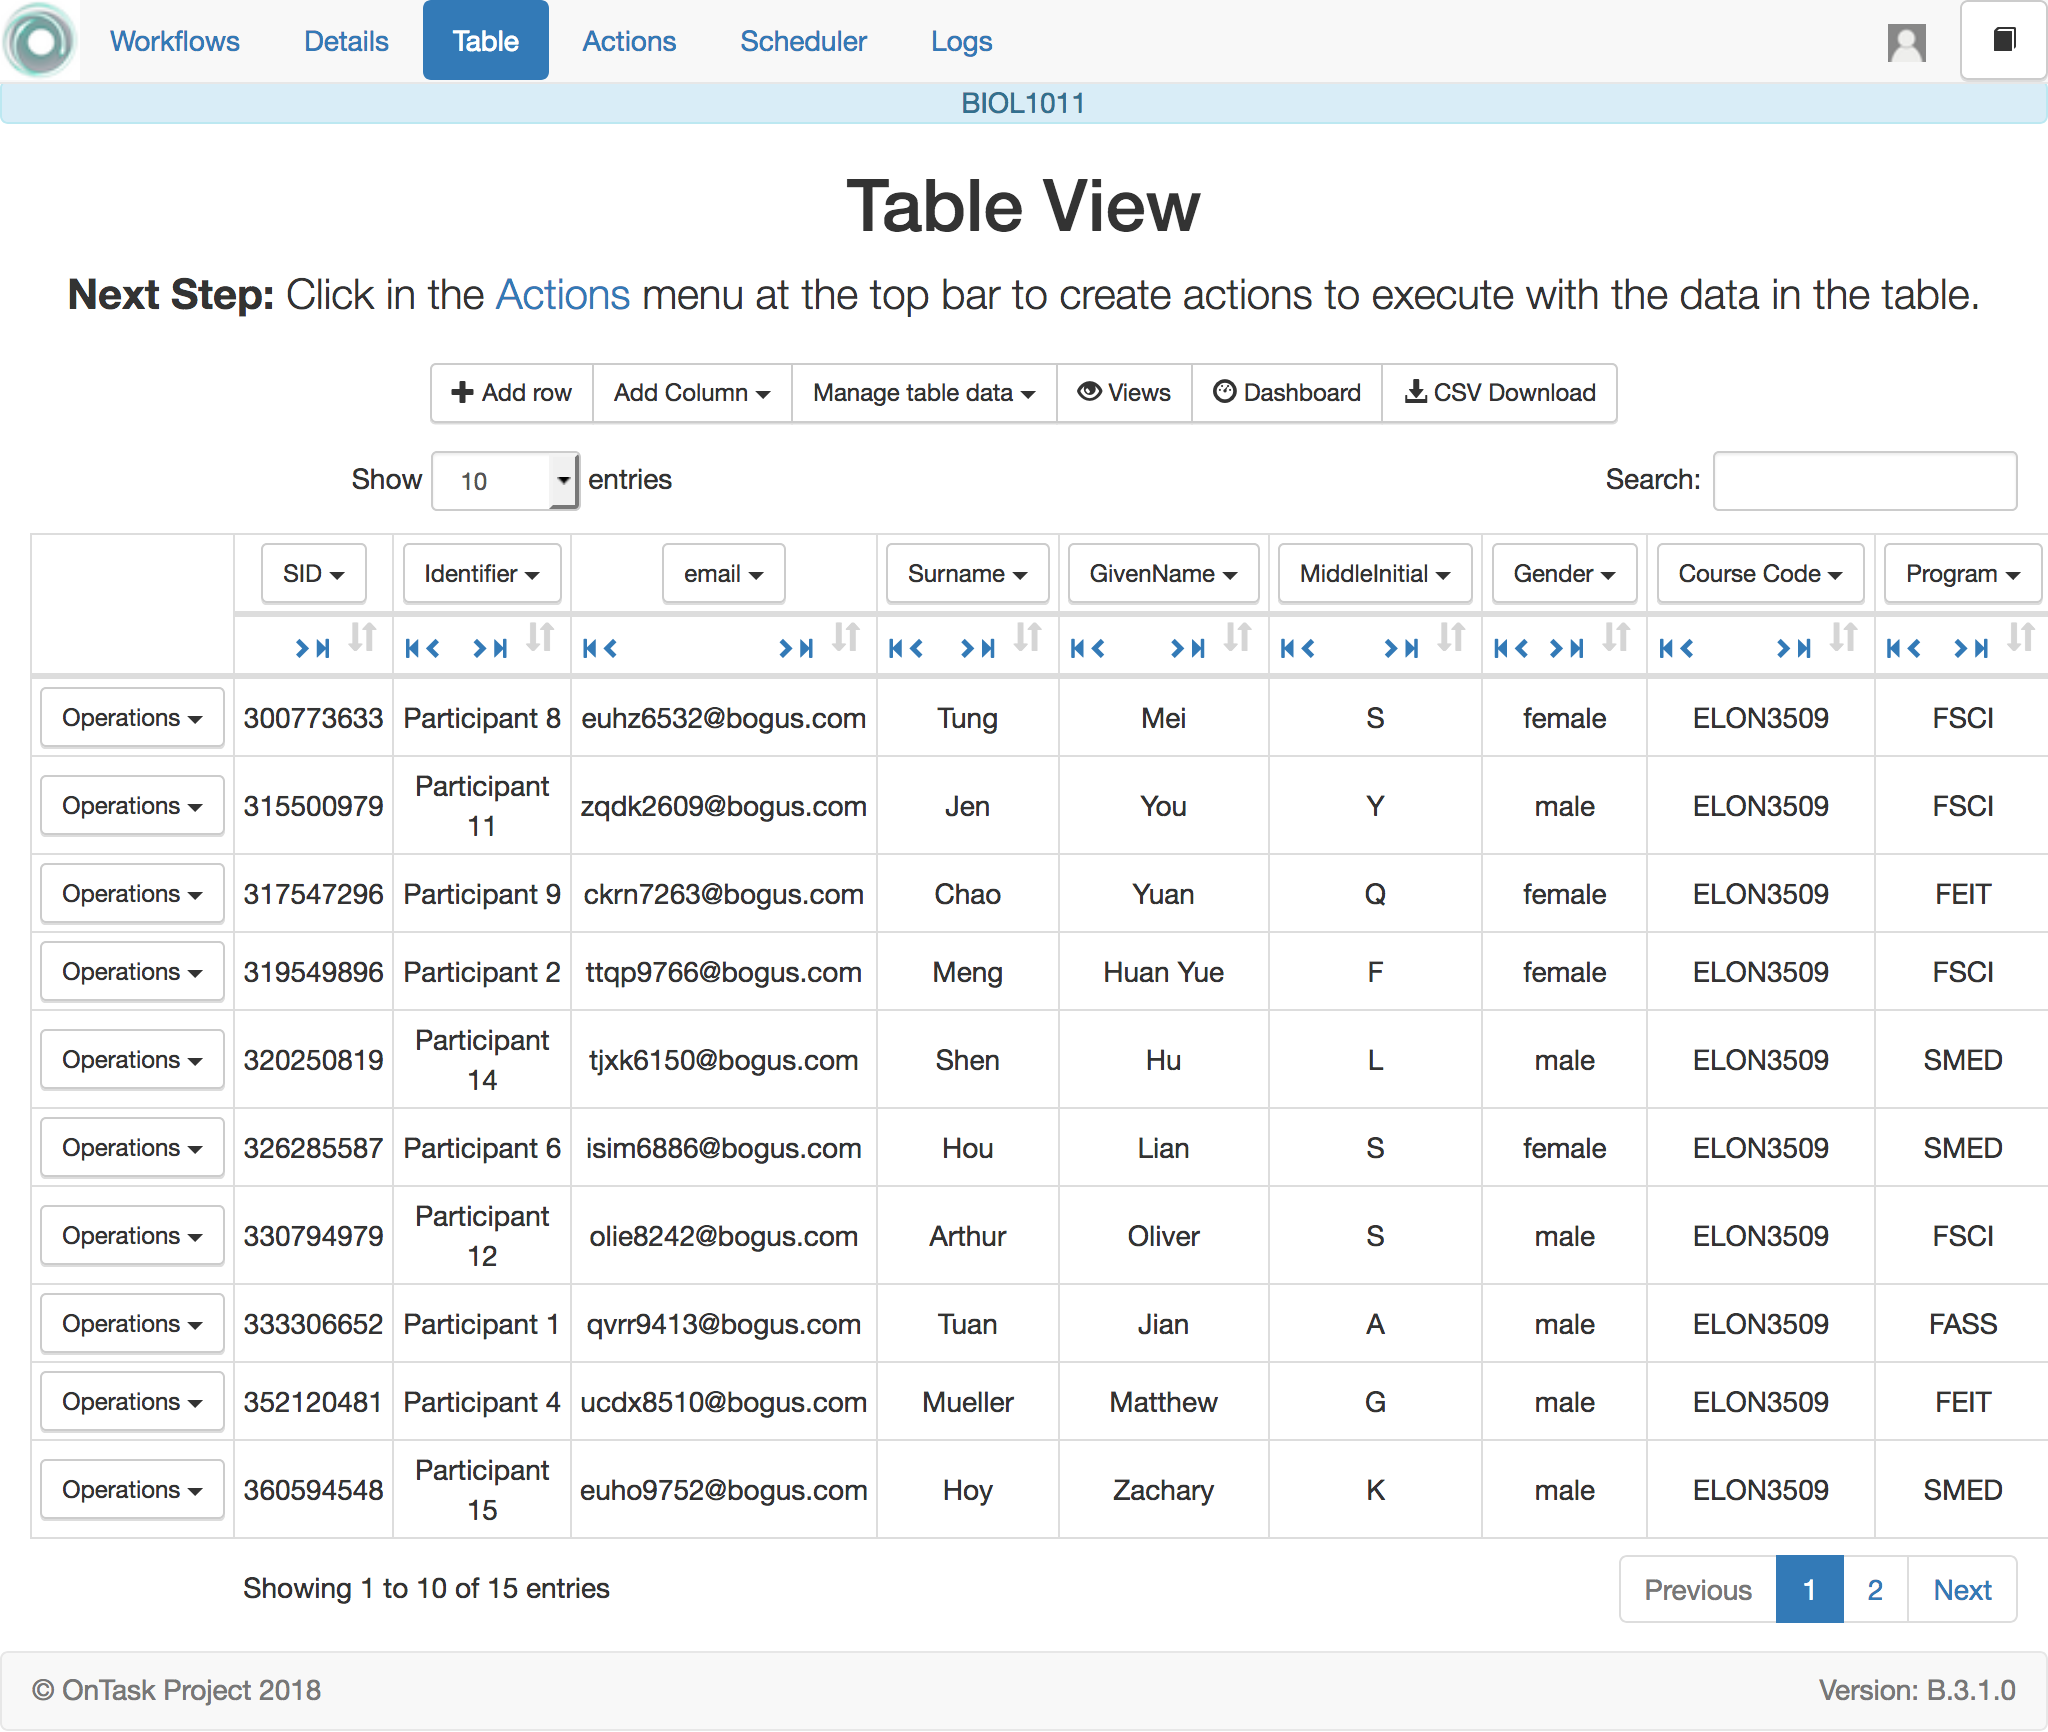 Workflows Details Table Actions Scheduler Logs
BIOL1011
Table View
Next Step: Click in the Actions menu at the top bar to create actions to execute with the data in the table.
Add row Add Column Manage table data Views Dashboard CSV Download
Show 10 entries Search:
SID Identifier email Surname GivenName MiddleInitial Gender Course Code Program
Operations 300773633 Participant 8 euhz6532@bogus.com Tung Mei S female ELON3509 FSCI
Operations 315500979 Participant 11 zqdk2609@bogus.com Jen You Y male ELON3509 FSCI
Operations 317547296 Participant 9 ckrn7263@bogus.com Chao Yuan Q female ELON3509 FEIT
Operations 319549896 Participant 2 ttqp9766@bogus.com Meng Huan Yue F female ELON3509 FSCI
Operations 320250819 Participant 14 tjxk6150@bogus.com Shen Hu L male ELON3509 SMED
Operations 326285587 Participant 6 isim6886@bogus.com Hou Lian S female ELON3509 SMED
Operations 330794979 Participant 12 olie8242@bogus.com Arthur Oliver S male ELON3509 FSCI
Operations 333306652 Participant 1 qvrr9413@bogus.com Tuan Jian A male ELON3509 FASS
Operations 352120481 Participant 4 ucdx8510@bogus.com Mueller Matthew G male ELON3509 FEIT
Operations 360594548 Participant 15 euho9752@bogus.com Hoy Zachary K male ELON3509 SMED
Showing 1 to 10 of 15 entries Previous 1 2 Next
© OnTask Project 2018 Version: B.3.1.0